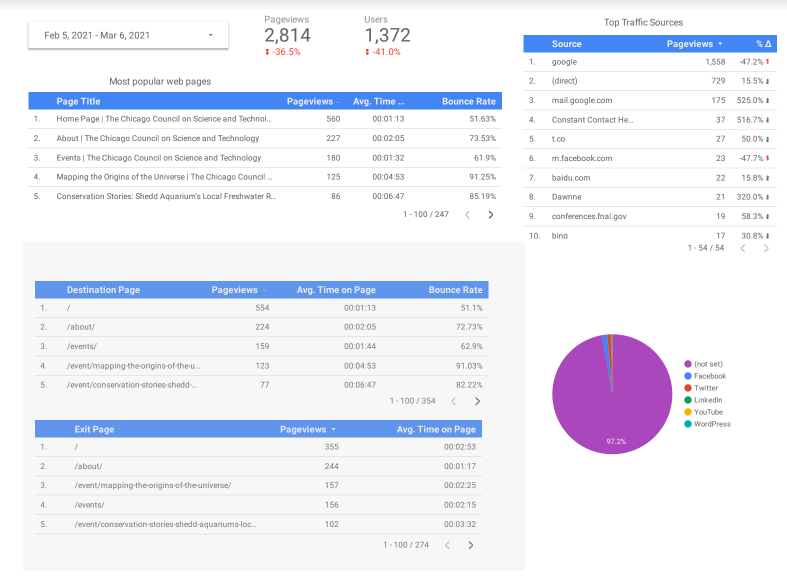 Feb 5, 2021 - Mar 6, 2021
Pageviews
2,814
-36.5%
Users
1,372
-41.0%
Most popular web pages
Page Title Pageviews Avg. Time ... Bounce Rate
1. Home Page | The Chicago Council on Science and Technol... 560 00:01:13 51.63%
2. About | The Chicago Council on Science and Technology 227 00:02:05 73.53%
3. Events | The Chicago Council on Science and Technology 180 00:01:32 61.9%
4. Mapping the Origins of the Universe | The Chicago Council ... 125 00:04:53 91.25%
5. Conservation Stories: Shedd Aquarium's Local Freshwater R... 86 00:06:47 85.19%
1 - 100 / 247
Top Traffic Sources
Source Pageviews % Δ
1. google 1,558 -47.2%
2. (direct) 729 15.5%
3. mail.google.com 175 525.0%
4. Constant Contact He... 37 516.7%
5. t.co 27 50.0%
6. m.facebook.com 23 -47.7%
7. baidu.com 22 15.8%
8. Dawnne 21 320.0%
9. conferences.fnal.gov 19 58.3%
10. bing 17 30.8%
1 - 54 / 54
Destination Page Pageviews Avg. Time on Page Bounce Rate
1. / 554 00:01:13 51.1%
2. /about/ 224 00:02:05 72.73%
3. /events/ 159 00:01:44 62.9%
4. /event/mapping-the-origins-of-the-u... 123 00:04:53 91.03%
5. /event/conservation-stories-shedd-... 77 00:06:47 82.22%
1 - 100 / 354
Exit Page Pageviews Avg. Time on Page
1. / 355 00:02:53
2. /about/ 244 00:01:17
3. /event/mapping-the-origins-of-the-universe/ 157 00:02:25
4. /events/ 156 00:02:15
5. /event/conservation-stories-shedd-aquariums-loc... 102 00:03:32
1 - 100 / 274
97.2%
(not set)
Facebook
Twitter
LinkedIn
YouTube
WordPress